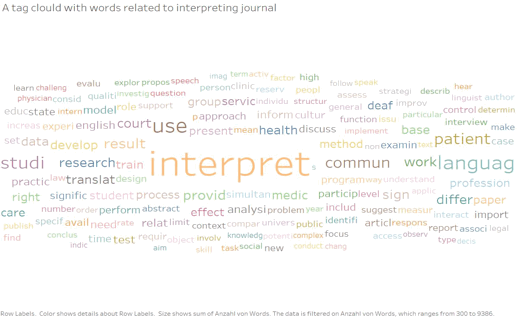 A tag clould with words related to interpreting journal
imag term activ factor high
learn challeng evalu explor propos speech person clinic reserv peopl follow speak
physician consid qualiti investig question assess strategi describ hear
educ state intern model role support group servic individu structur general deaf improv linguist author
increas experi english court use approach inform cultur function issu particular control determin
present mean health discuss implement base interview make
set data develop result method non examin text patient case
studi research train interpret s commun work languag
practic law translat design program way understand profession
right signific student process provid simultan medic particip level sign applic
care number order perform abstract effect analysi problem year includ suggest measur differ paper
publish specif avail need rate relat limit context compar univers public identifi articl respons interact import
find conclus time test requir object involv knowledg potenti complex focus access observ report associ legal
indic aim skill task social new conduct chang type decis
Row Labels.  Color shows details about Row Labels.  Size shows sum of Anzahl von Words. The data is filtered on Anzahl von Words, which ranges from 300 to 9386.